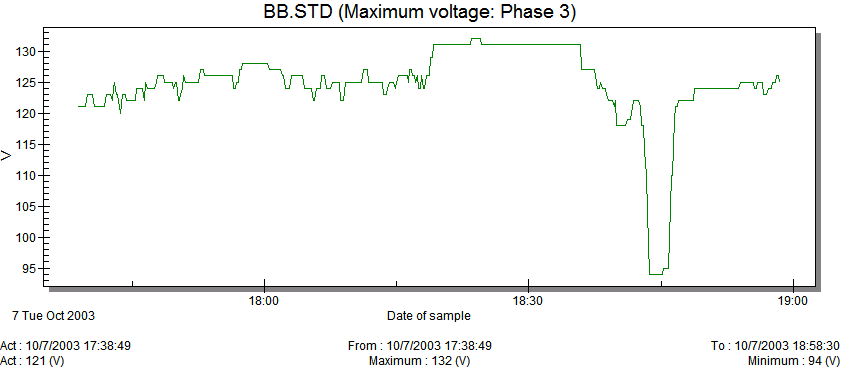 BB.STD (Maximum voltage: Phase 3)
130
125
120
115
110
105
100
95
V
18:00 18:30 19:00
7 Tue Oct 2003 Date of sample
Act : 10/7/2003 17:38:49 From : 10/7/2003 17:38:49 To : 10/7/2003 18:58:30
Act : 121 (V) Maximum : 132 (V) Minimum : 94 (V)